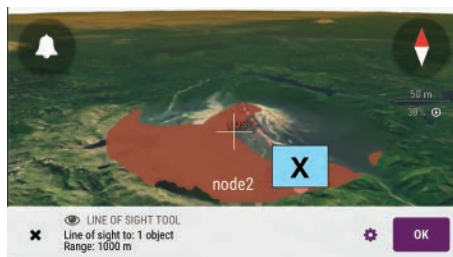 50 m
30%
node2
X
LINE OF SIGHT TOOL
Line of sight to: 1 object
Range: 1000 m
OK